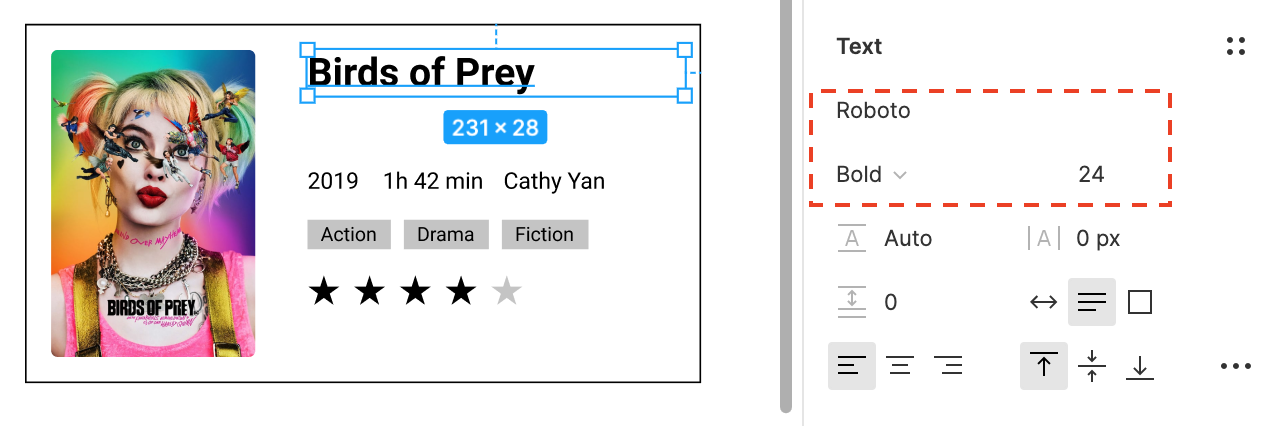 Birds of Prey
231 × 28
2019 1h 42 min Cathy Yan
Action Drama Fiction
BIRDS OF PREY
Text
Roboto
Bold 24
A Auto A 0 px
0